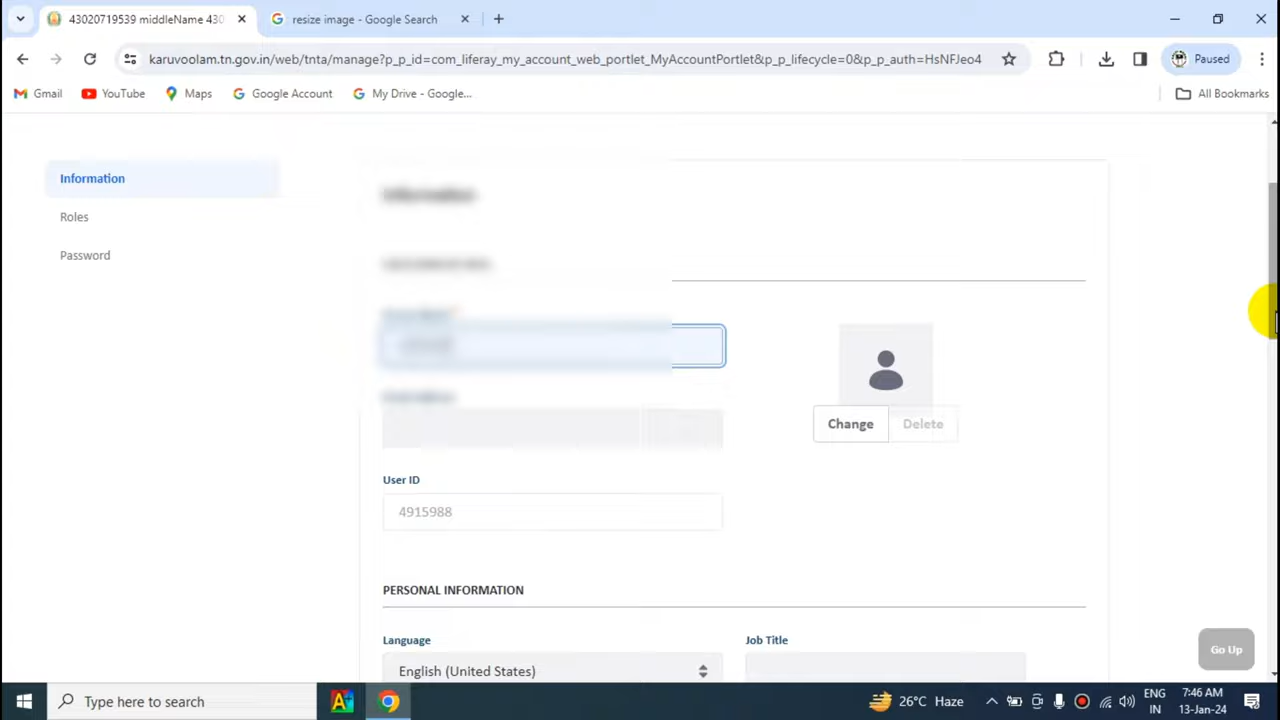 43020719539 middleName 430
resize image - Google Search
karuvoolam.tn.gov.in/web/tnta/manage?p_p_id=com_liferay_my_account_web_portlet_MyAccountPortlet&p_p_lifecycle=0&p_p_auth=HsNFJeo4
Paused
Gmail
YouTube
Maps
Google Account
My Drive - Google...
All Bookmarks
Information
Roles
Password
Change
Delete
User ID
4915988
PERSONAL INFORMATION
Language
Job Title
English (United States)
Go Up
Type here to search
26°C Haze
ENG
IN
7:46 AM
13-Jan-24